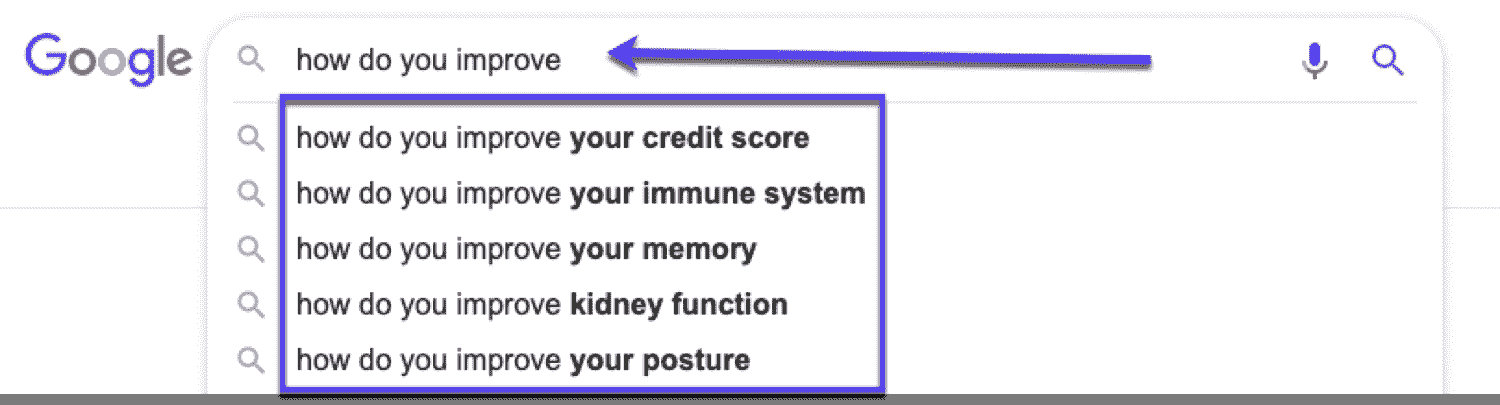 Google
how do you improve
how do you improve your credit score
how do you improve your immune system
how do you improve your memory
how do you improve kidney function
how do you improve your posture